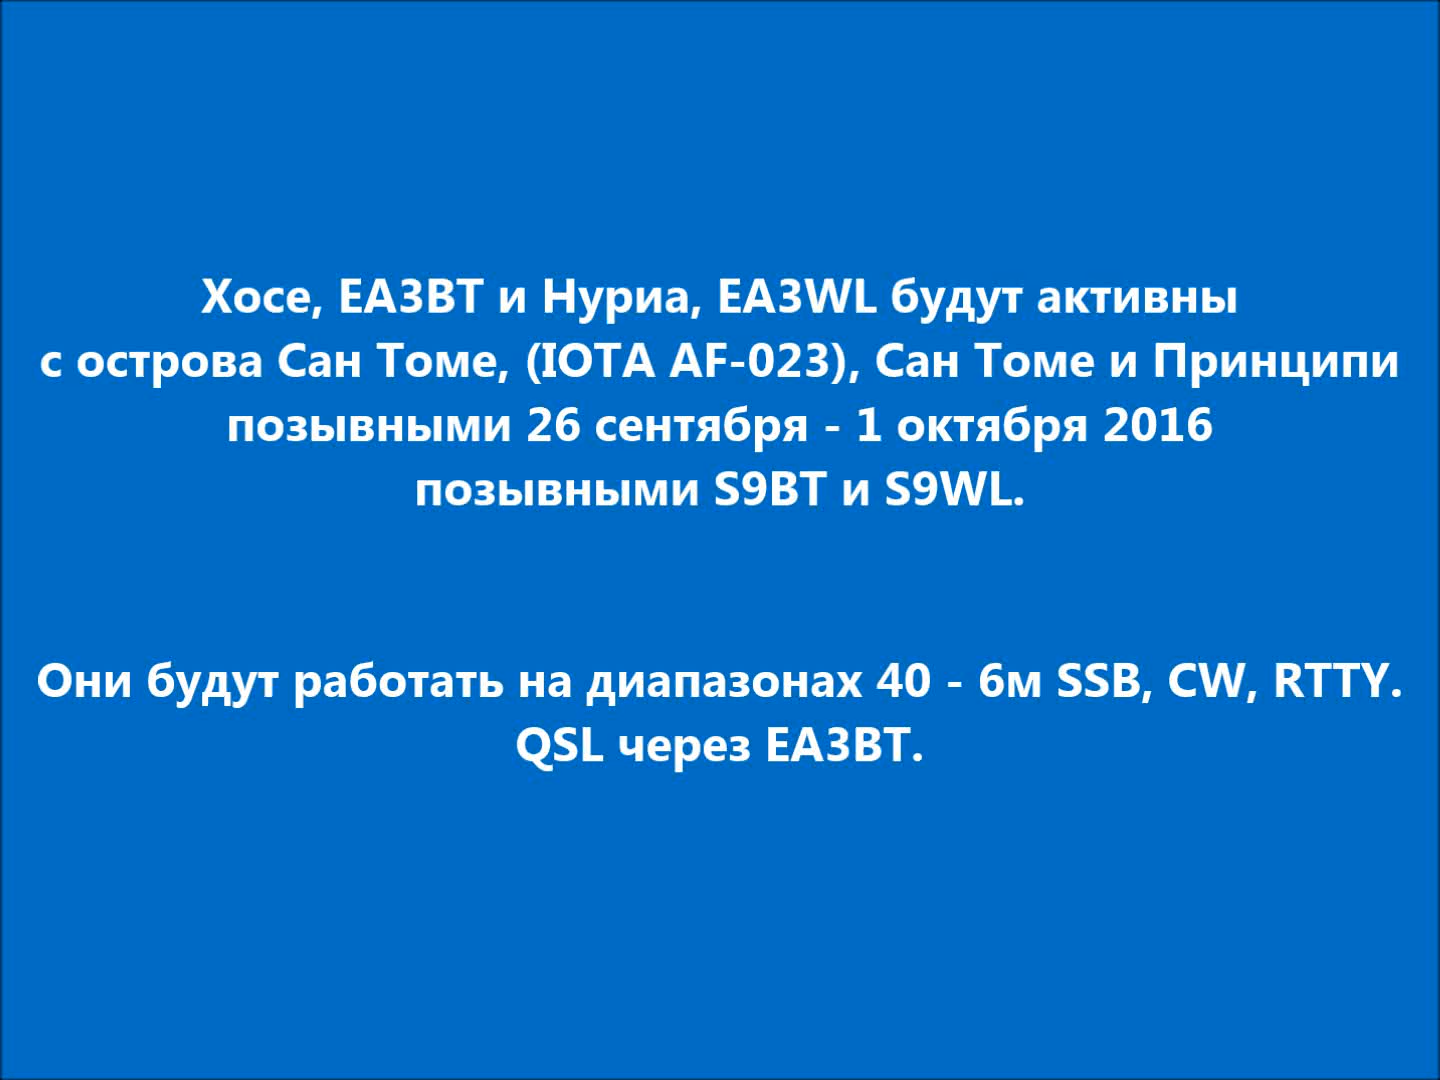 Хосе, EA3BT и Нуриа, EA3WL будут активны
с острова Сан Томе, (IOTA AF-023), Сан Томе и Принципи
позывными 26 сентября - 1 октября 2016
позывными S9BT и S9WL.
Они будут работать на диапазонах 40 - 6м SSB, CW, RTTY.
QSL через EA3BT.